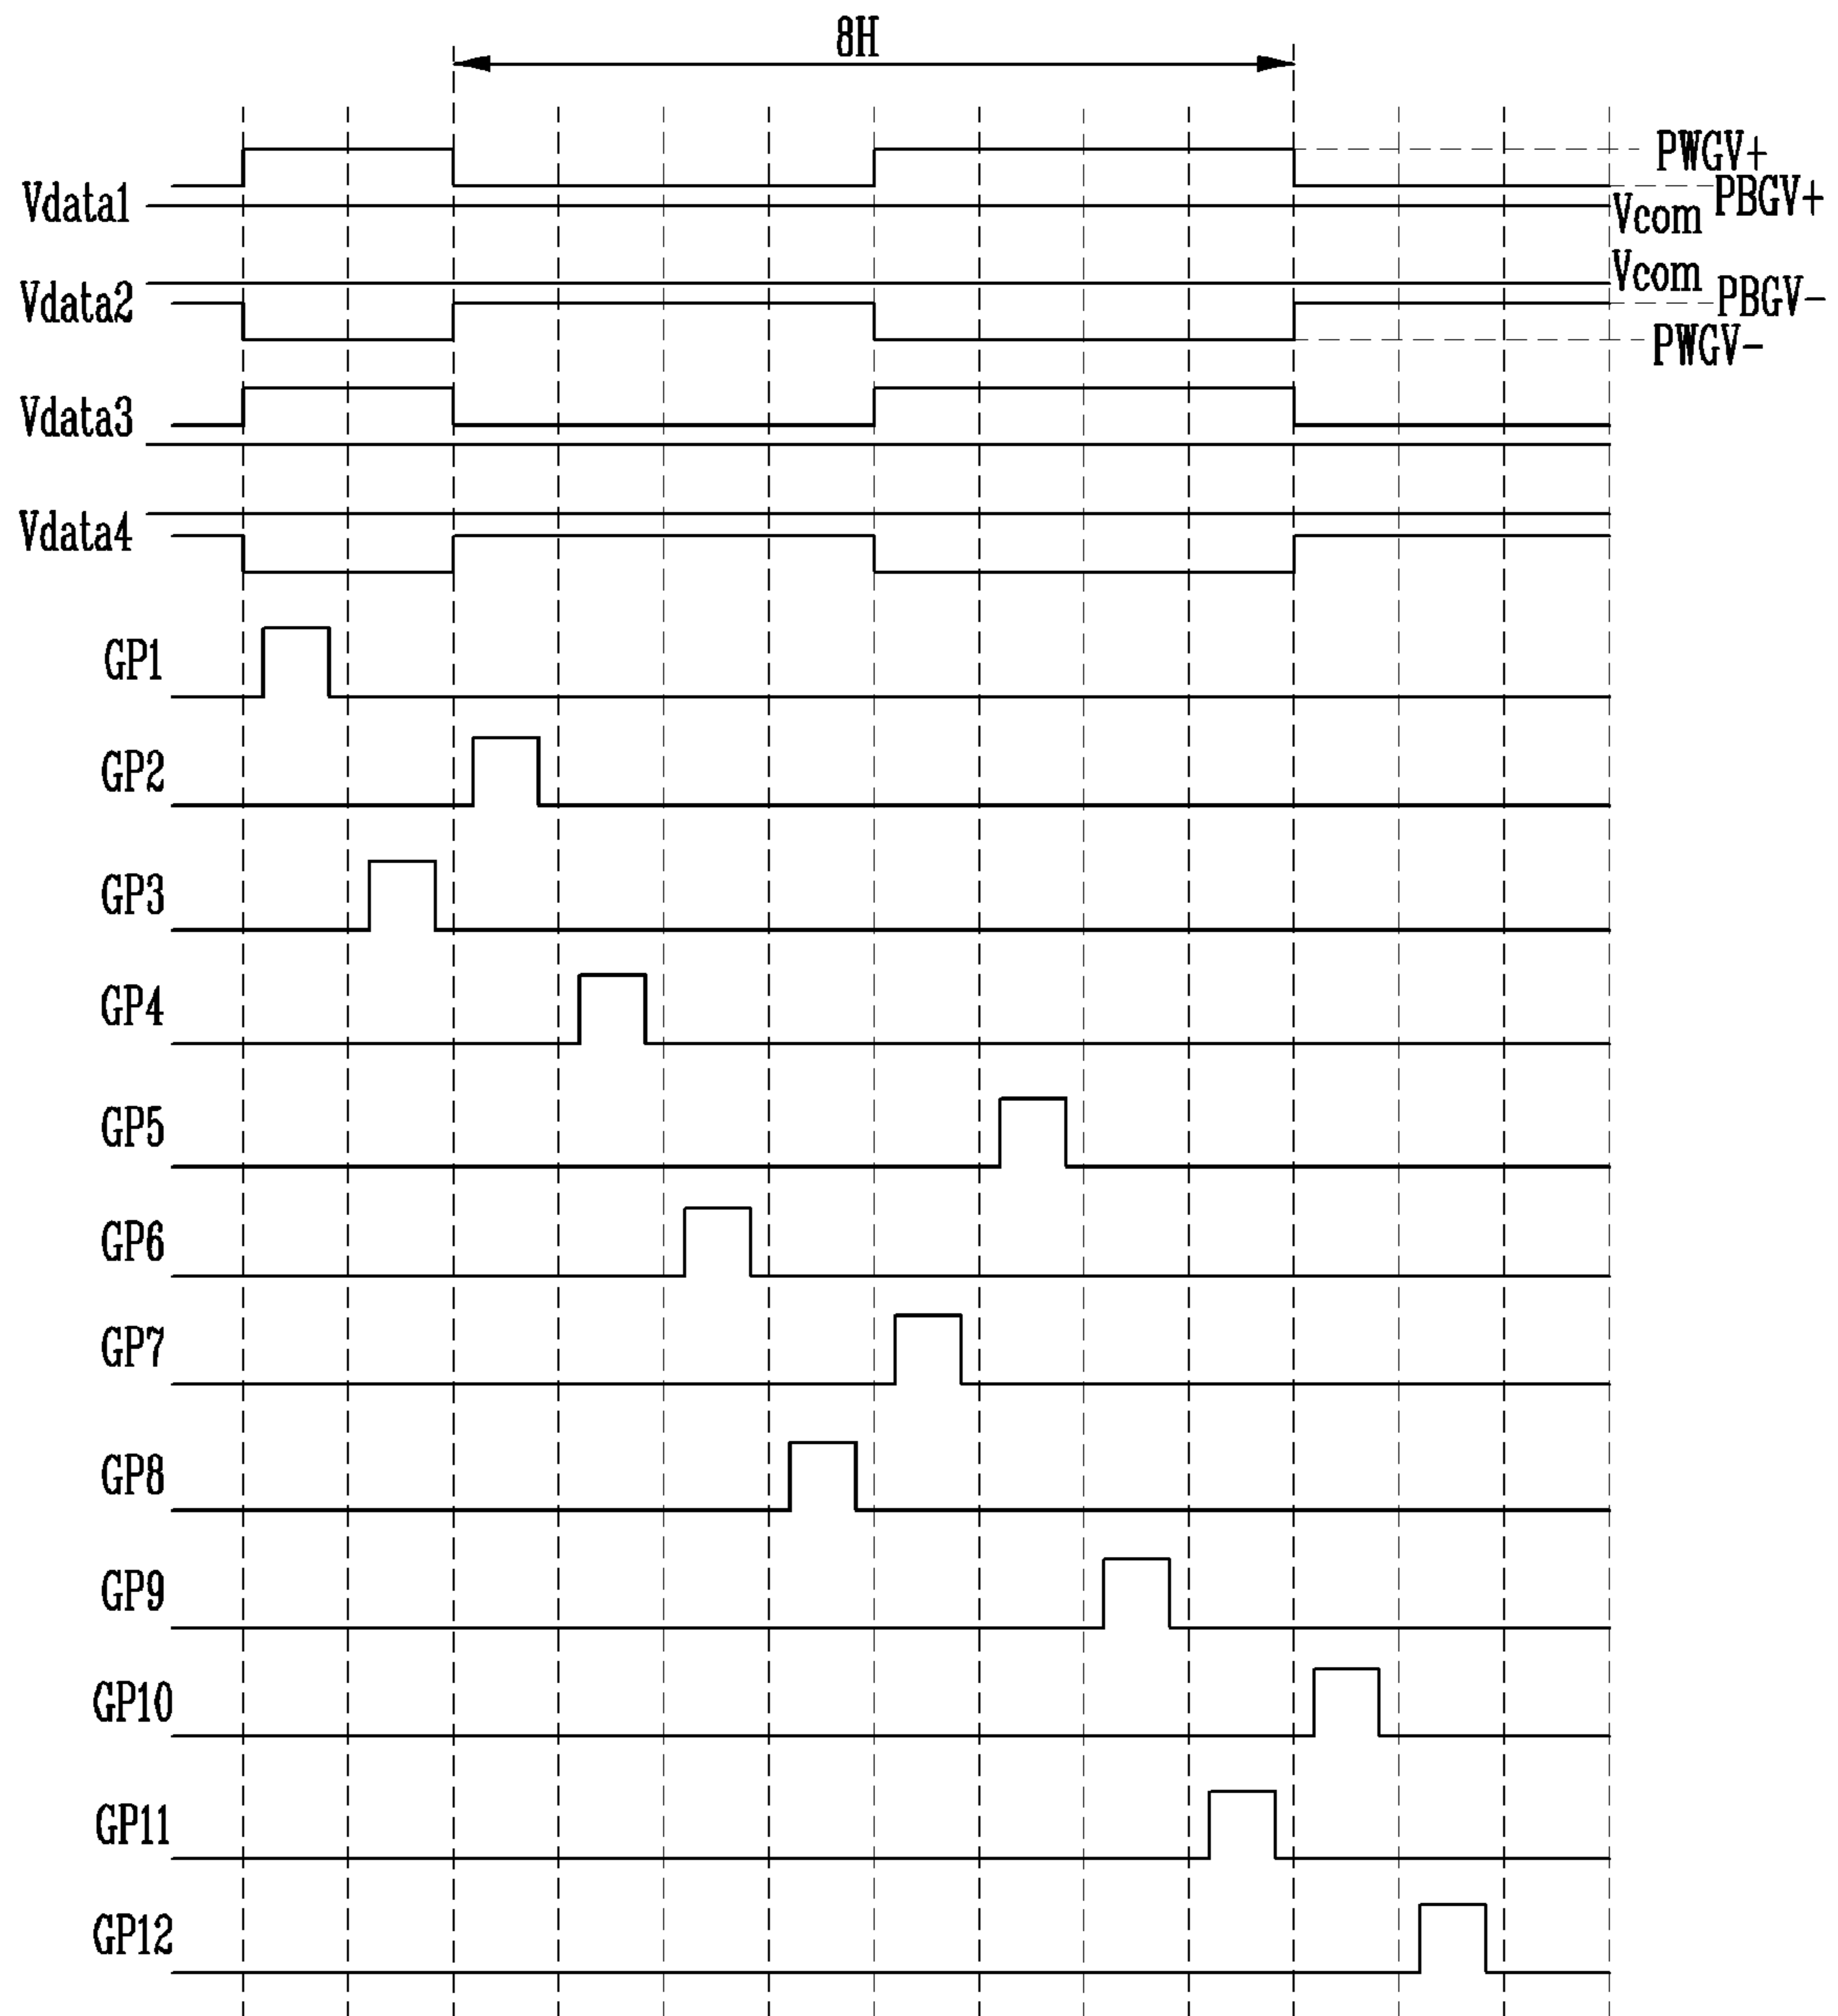 8H
PWGV+
Vdata1
PBGV+
Vcom
Vcom
Vdata2
PBGV-
PWGV-
Vdata3
Vdata4
GP1
GP2
GP3
GP4
GP5
GP6
GP7
GP8
GP9
GP10
GP11
GP12